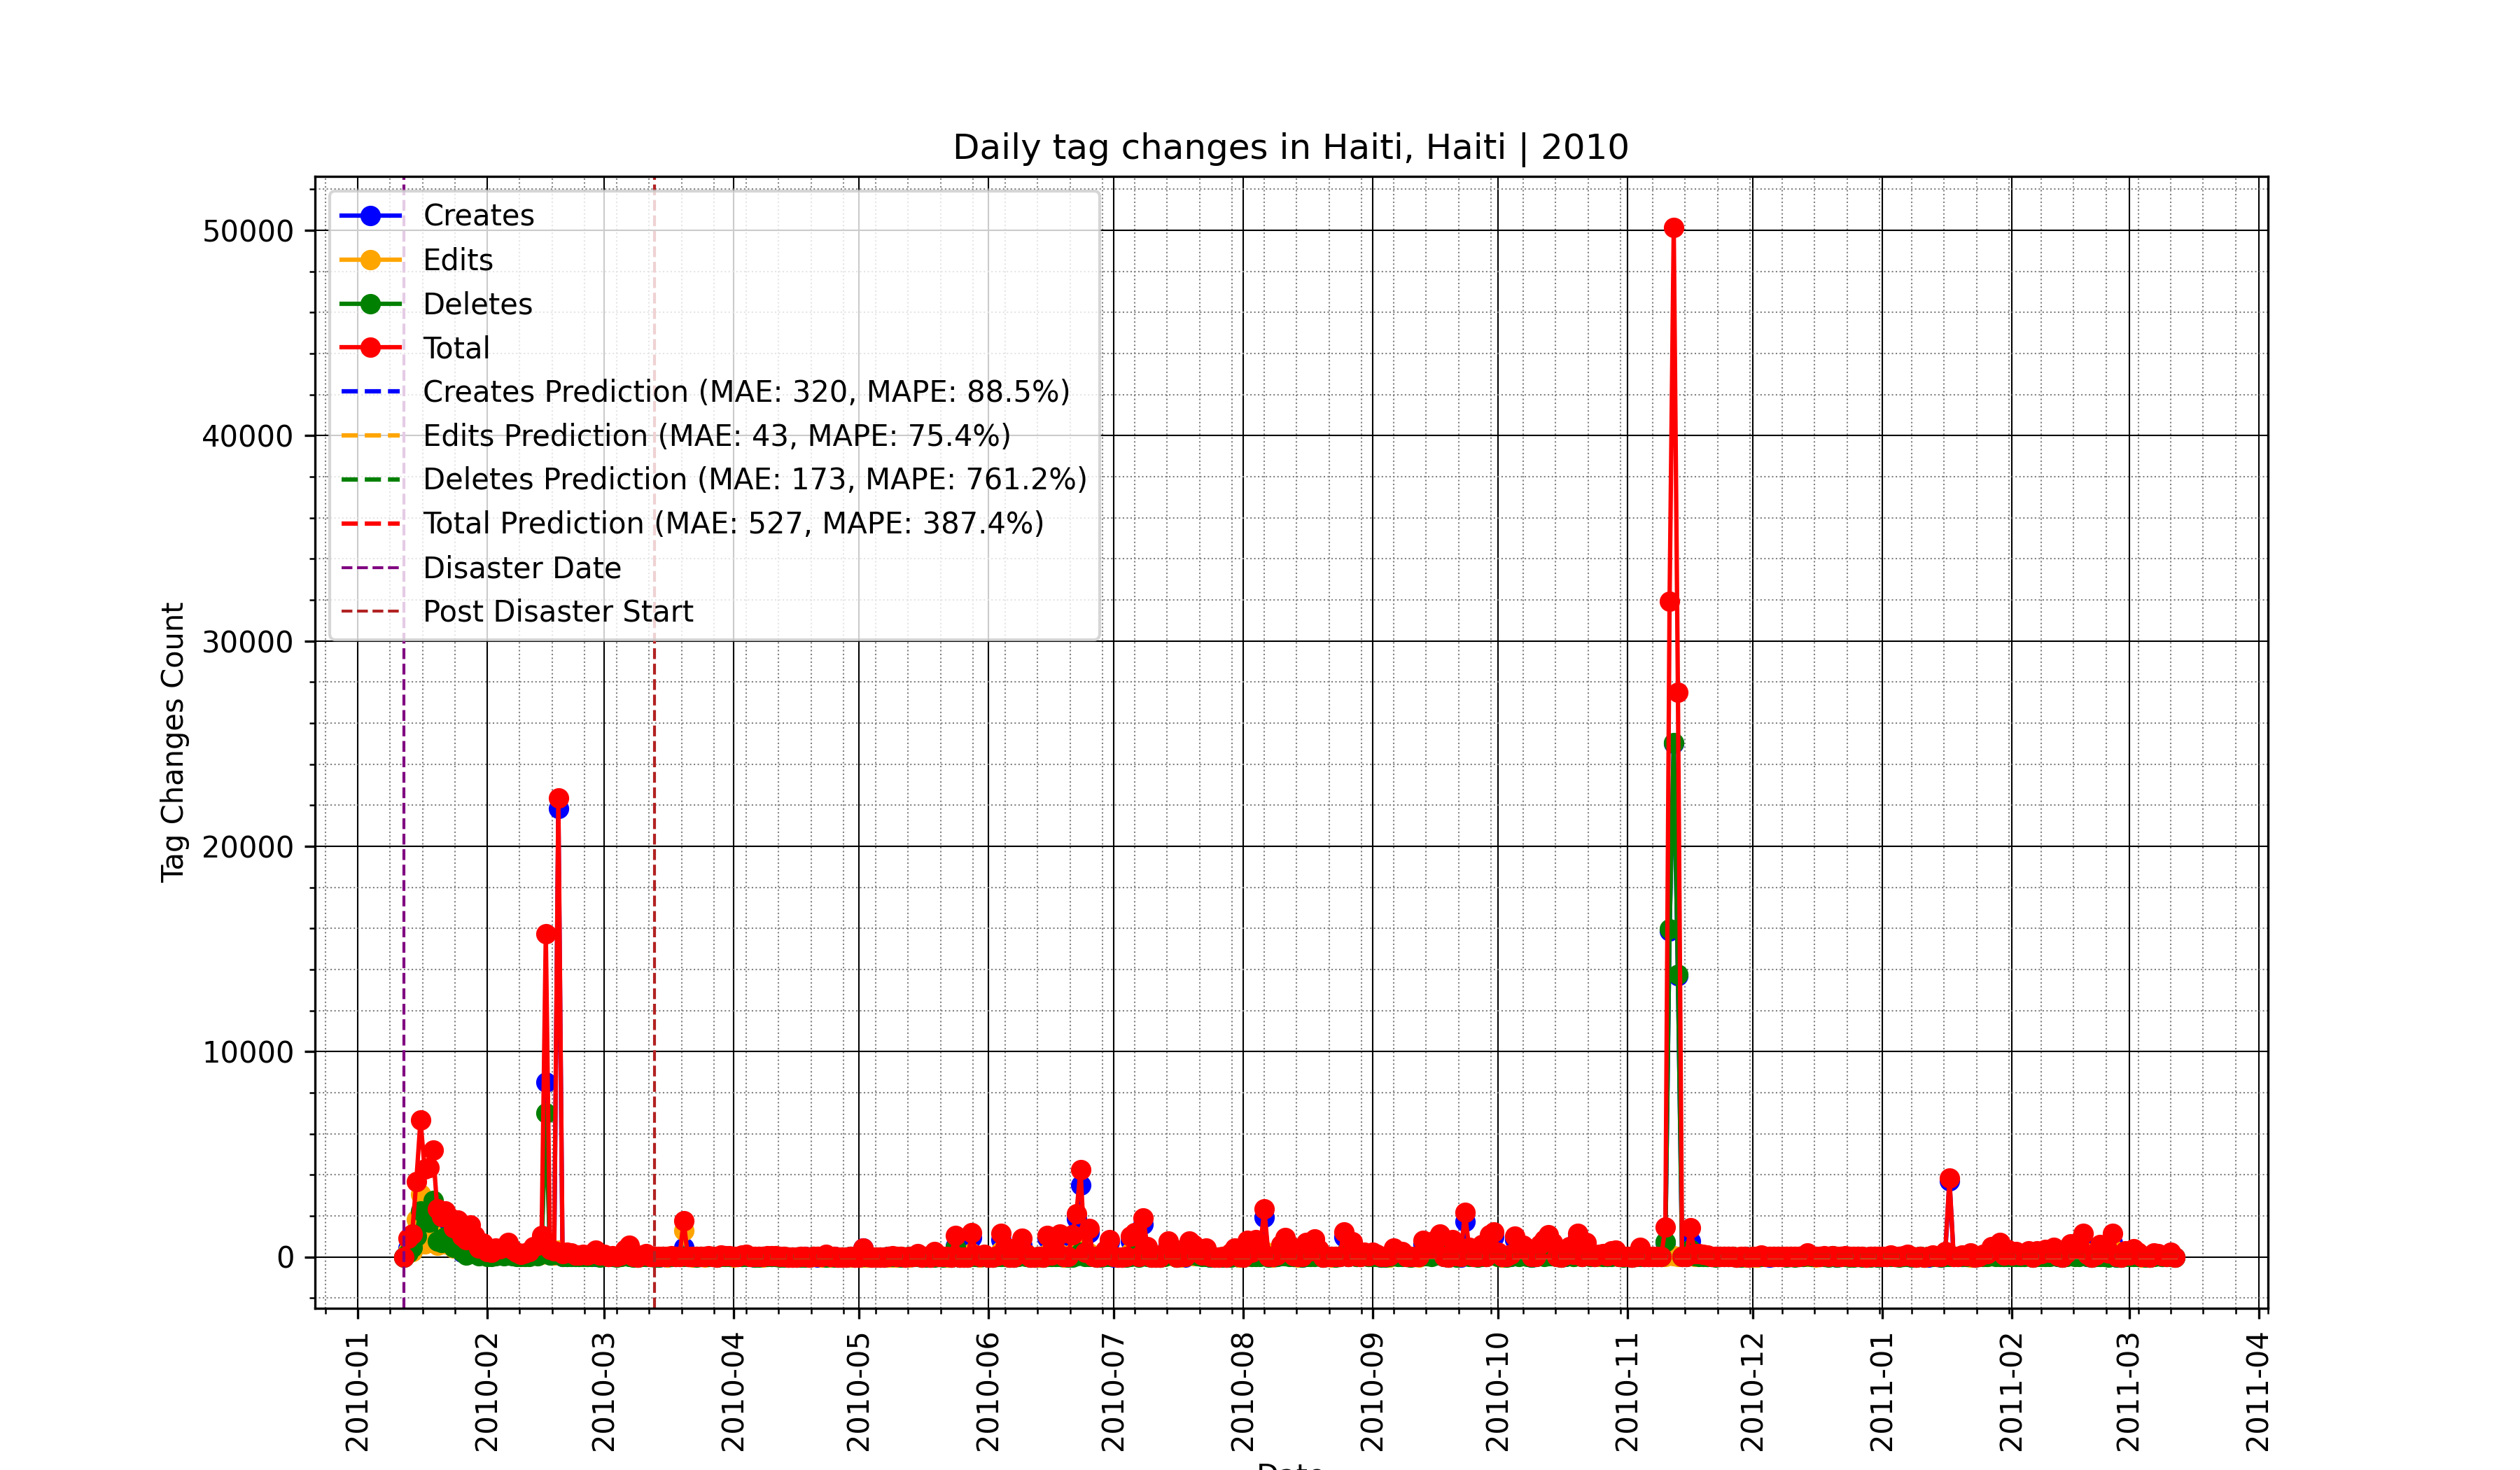 Daily tag changes in Haiti, Haiti | 2010
Creates
Edits
Deletes
Total
Creates Prediction (MAE: 320, MAPE: 88.5%)
Edits Prediction (MAE: 43, MAPE: 75.4%)
Deletes Prediction (MAE: 173, MAPE: 761.2%)
Total Prediction (MAE: 527, MAPE: 387.4%)
Disaster Date
Post Disaster Start
Tag Changes Count
50000
40000
30000
20000
10000
0
2010-01
2010-02
2010-03
2010-04
2010-05
2010-06
2010-07
2010-08
2010-09
2010-10
2010-11
2010-12
2011-01
2011-02
2011-03
2011-04
Date